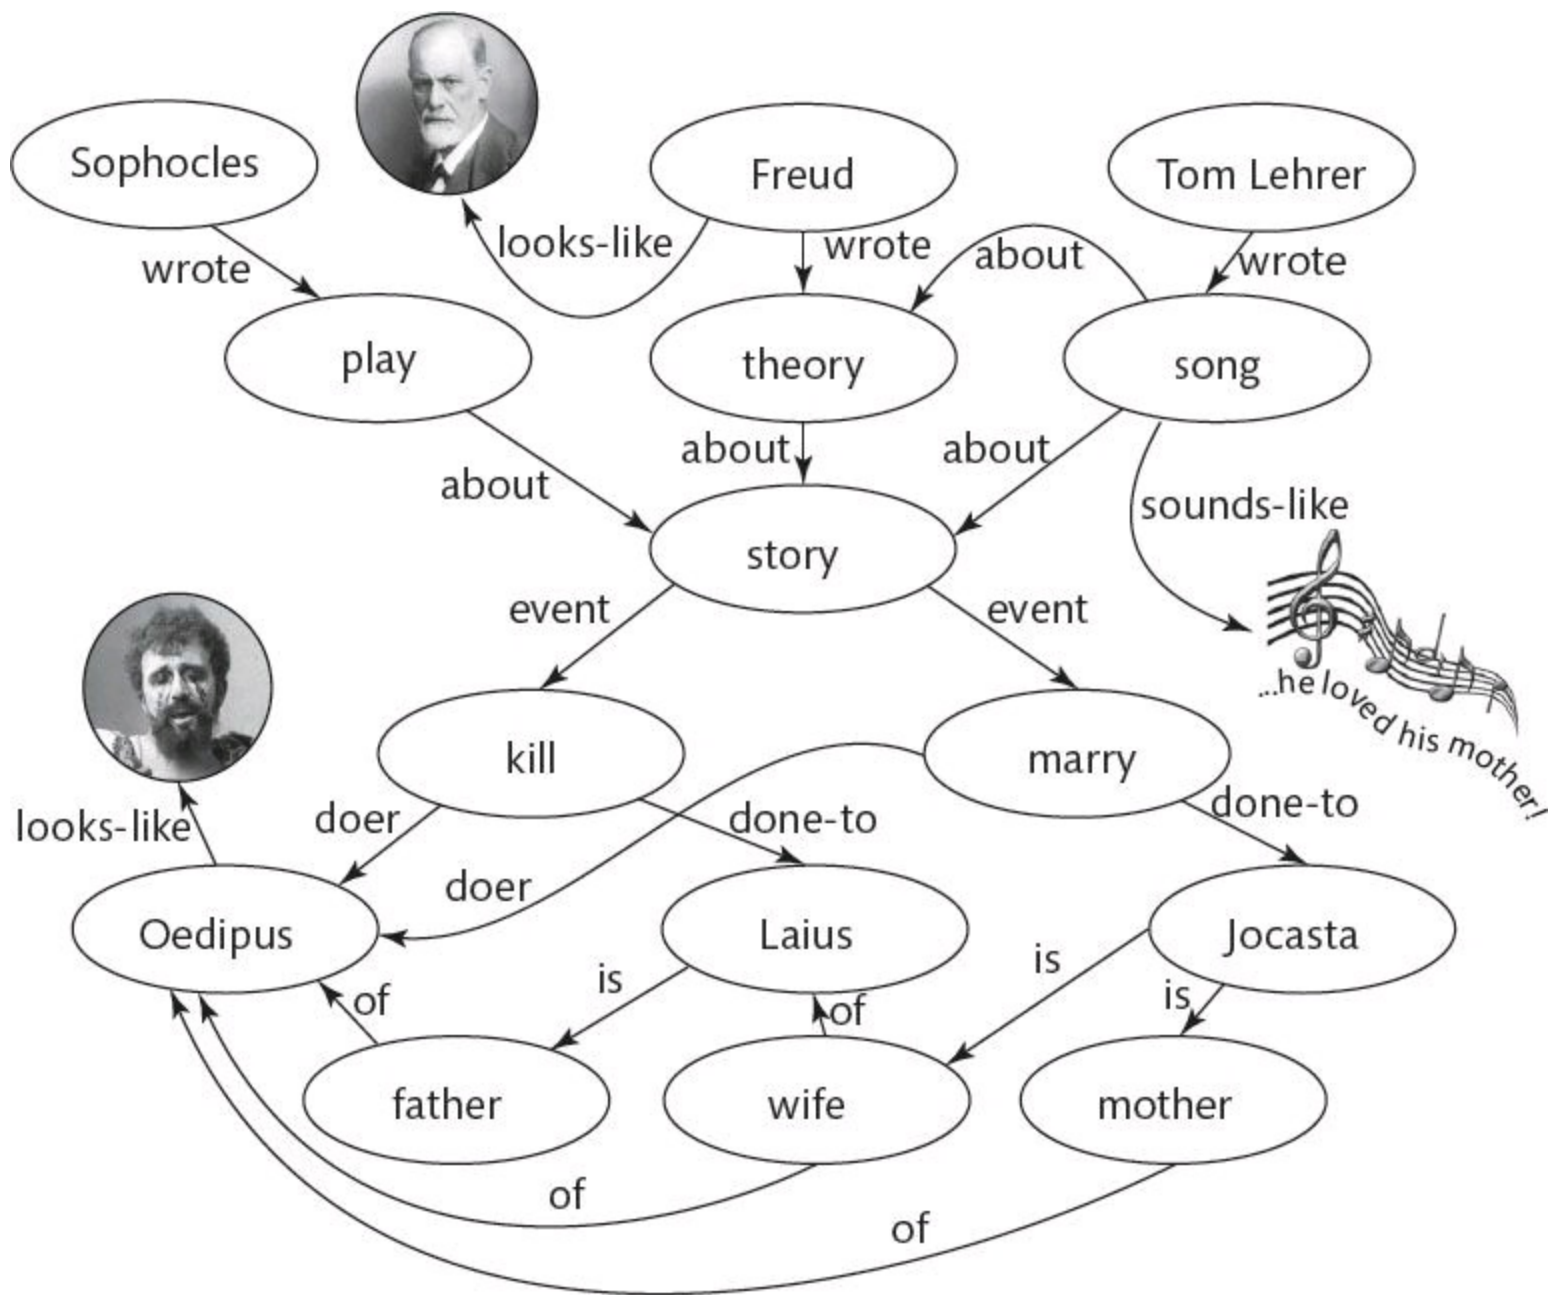 Sophocles
Freud
Tom Lehrer
looks-like
wrote
about
wrote
wrote
play
theory
song
about
about
about
sounds-like
story
event
event
...he loved his mother!
kill
marry
looks-like
doer
done-to
done-to
doer
Oedipus
Laius
Jocasta
of
is
of
is
is
father
wife
mother
of
of